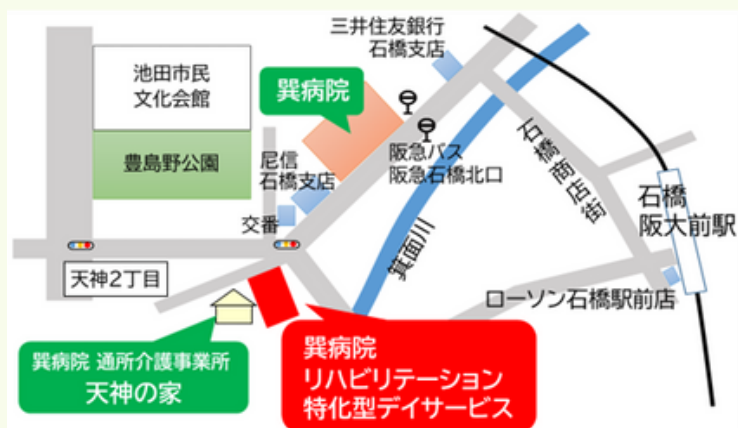 三井住友銀行
石橋支店
池田市民
文化会館
巽病院
豊島野公園
尼信
石橋支店
交番
阪急バス
阪急石橋北口
石橋商店街
箕面川
石橋
阪大前駅
天神2丁目
ローソン石橋駅前店
巽病院 通所介護事業所
天神の家
巽病院
リハビリテーション
特化型デイサービス